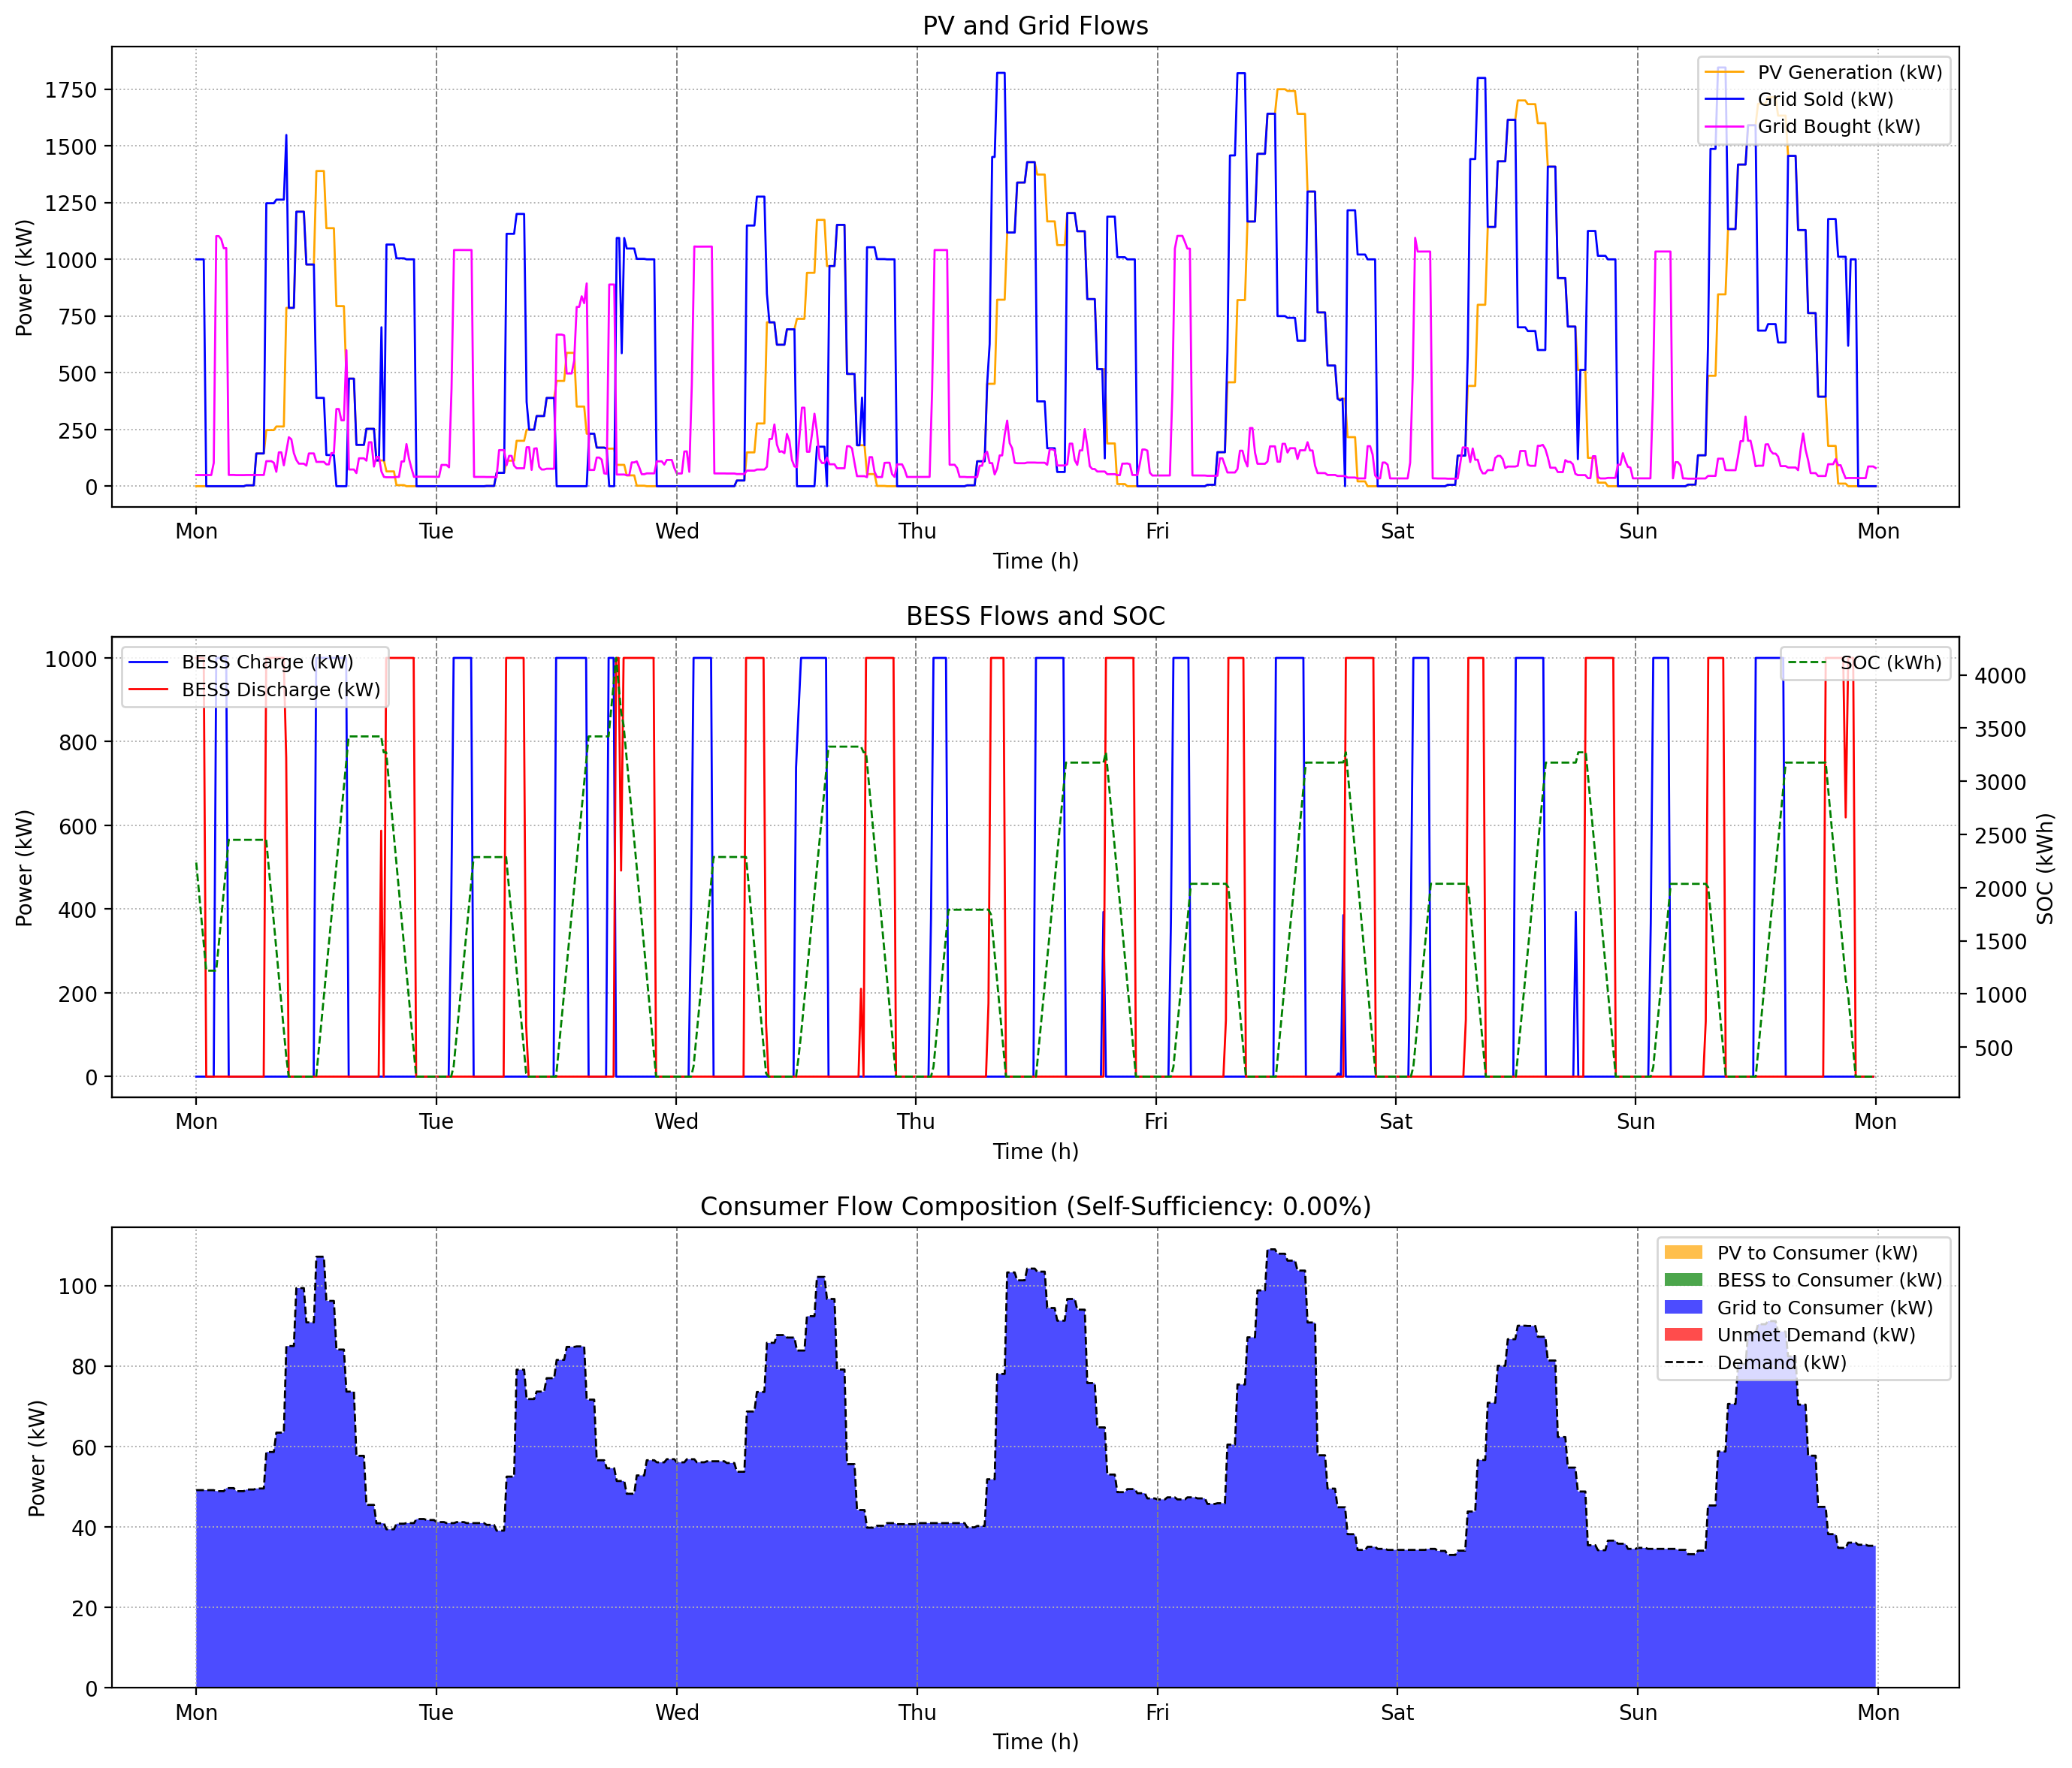 PV and Grid Flows
Power (kW)
1750
1500
1250
1000
750
500
250
0
PV Generation (kW)
Grid Sold (kW)
Grid Bought (kW)
Mon Tue Wed Thu Fri Sat Sun Mon
Time (h)
BESS Flows and SOC
Power (kW)
1000
800
600
400
200
0
BESS Charge (kW)
BESS Discharge (kW)
SOC (kWh)
4000
3500
3000
2500
2000
1500
1000
500
SOC (kWh)
Mon Tue Wed Thu Fri Sat Sun Mon
Time (h)
Consumer Flow Composition (Self-Sufficiency: 0.00%)
Power (kW)
100
80
60
40
20
0
PV to Consumer (kW)
BESS to Consumer (kW)
Grid to Consumer (kW)
Unmet Demand (kW)
Demand (kW)
Mon Tue Wed Thu Fri Sat Sun Mon
Time (h)